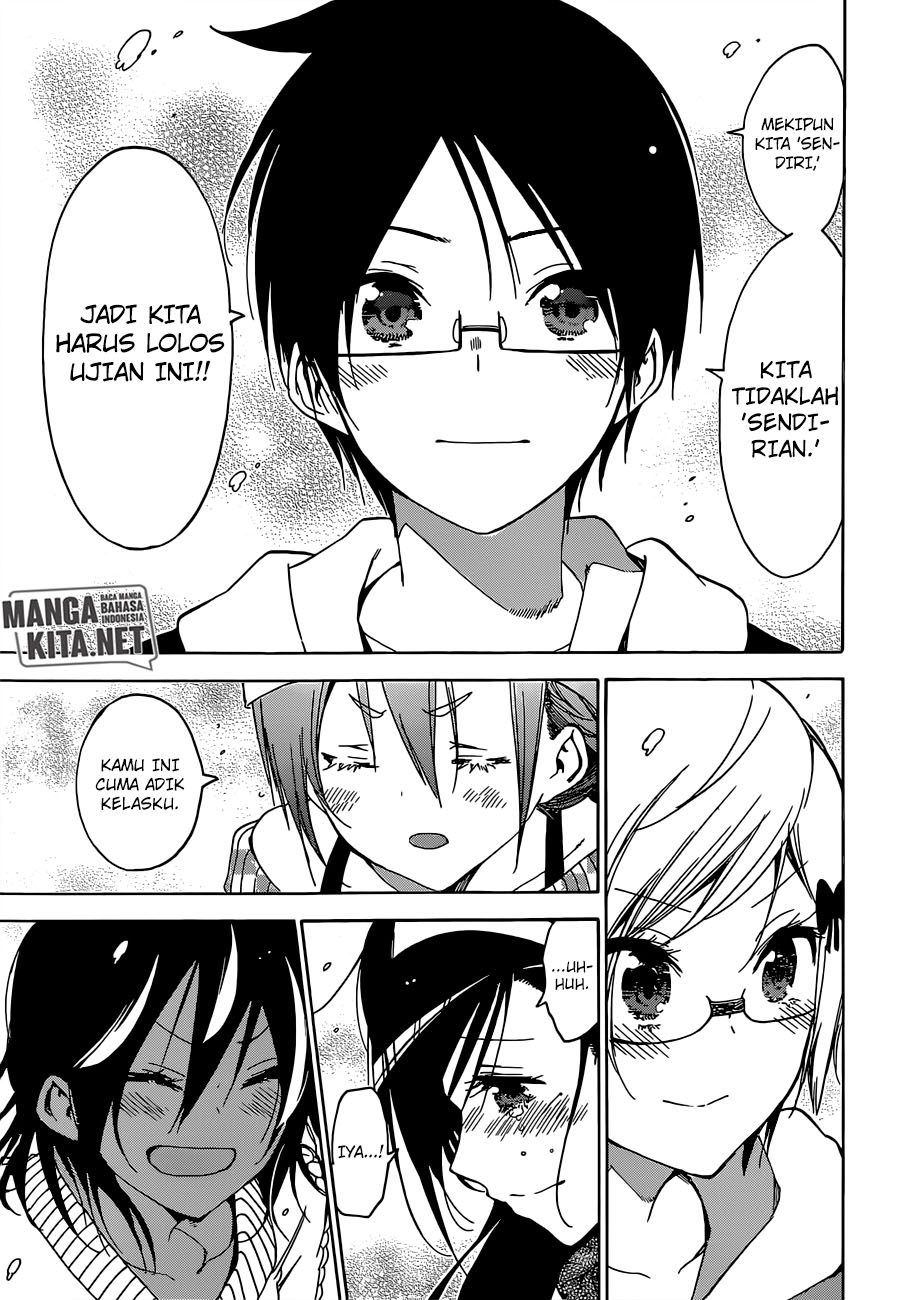 MEKIPUN
KITA 'SEN-
DIRI,'
KITA
TIDAKLAH
'SENDI-
RIAN.'
JADI KITA
HARUS LOLOS
UJIAN INI!!
MANGA
KITA.NET
BACA MANGA
BAHASA
INDONESIA
KAMU INI
CUMA ADIK
KELASKU.
...UH-
HUH.
IYA...!